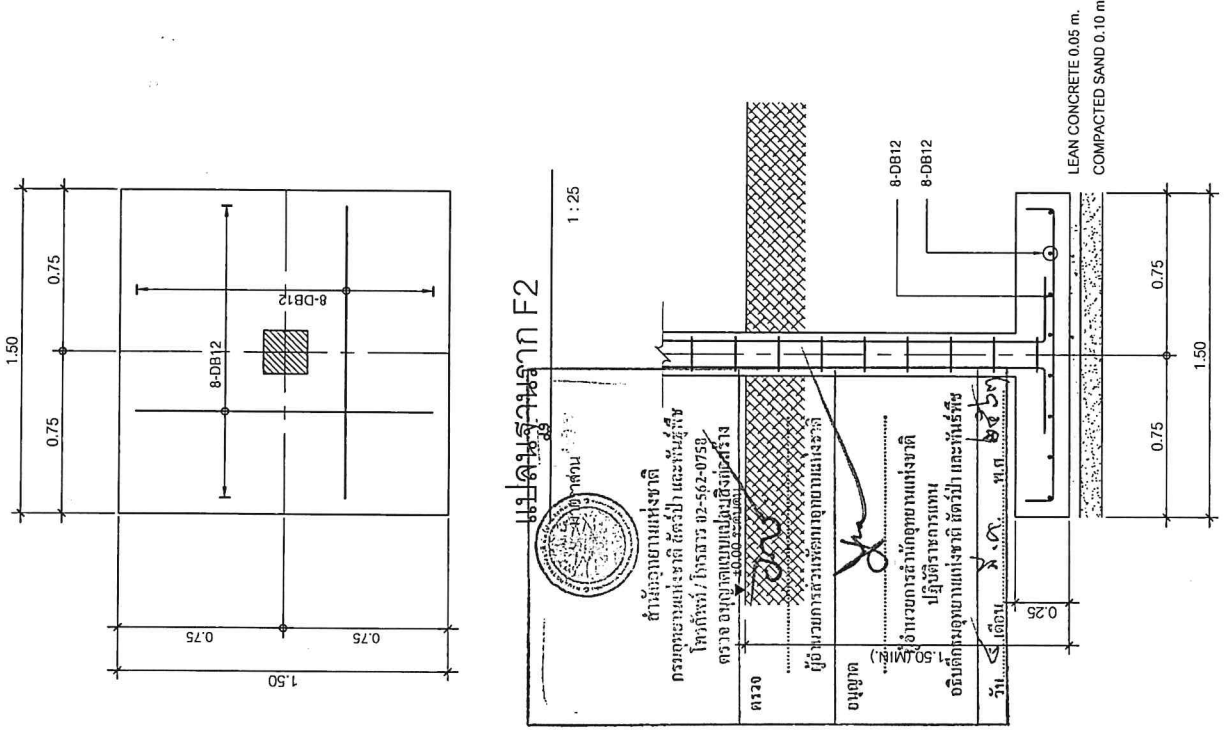 1.50
0.75
0.75
8-DB12
8-DB12
0.75
0.75
1.50
แปลนฐานราก F2
1:25
สำนักอุทยานแห่งชาติ
กรมอุทยานแห่งชาติ สัตว์ป่า และพันธุ์พืช
โทรศัพท์ / โทรสาร 02-562-0758
ตรวจ อนุญาตแบบแปลนสิ่งก่อสร้าง
±0.00 ระดับดิน
ตรวจ
ผู้อำนวยการส่วนพัฒนาอุทยานแห่งชาติ
อนุญาต
ผู้อำนวยการสำนักอุทยานแห่งชาติ
ปฏิบัติราชการแทน
อธิบดีกรมอุทยานแห่งชาติ สัตว์ป่า และพันธุ์พืช
วัน เดือน พ.ศ.
1.50 (MIN.)
0.25
8-DB12
8-DB12
LEAN CONCRETE 0.05 m.
COMPACTED SAND 0.10 m
0.75
0.75
1.50